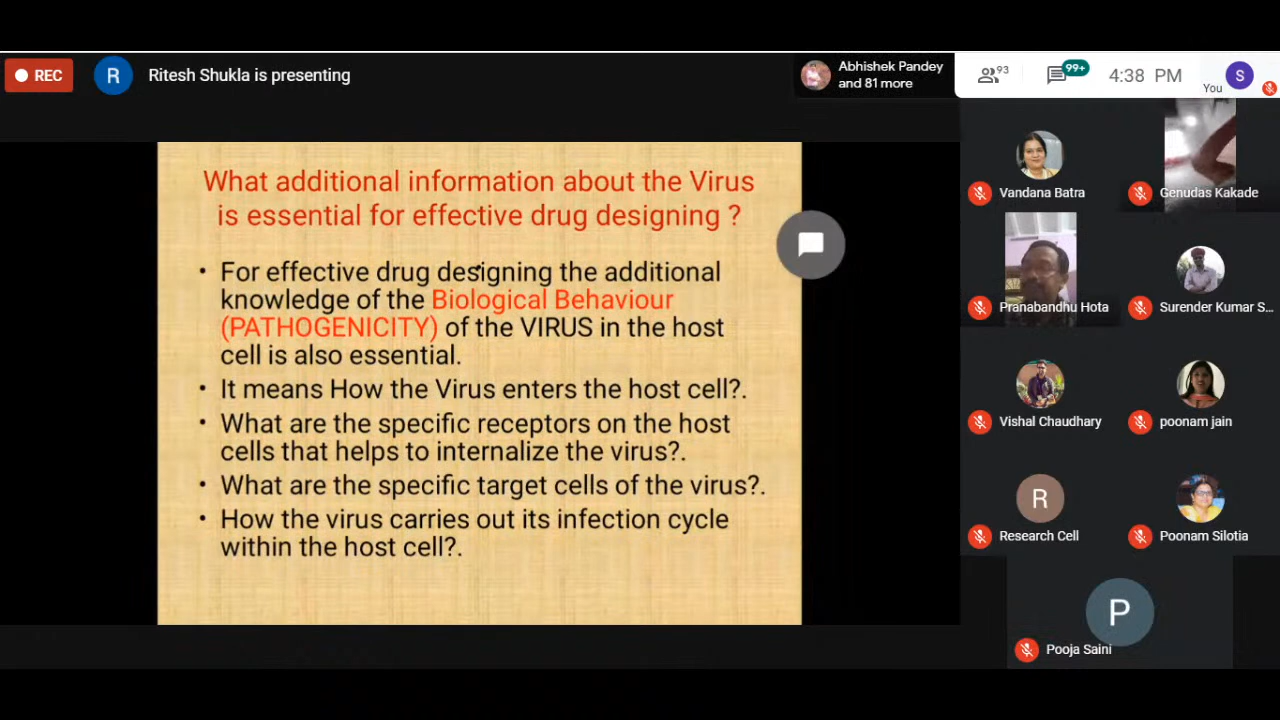 REC
R
Ritesh Shukla is presenting
Abhishek Pandey
and 81 more
93
99+
4:38 PM
You
S
What additional information about the Virus
is essential for effective drug designing ?
• For effective drug designing the additional
knowledge of the Biological Behaviour
(PATHOGENICITY) of the VIRUS in the host
cell is also essential.
• It means How the Virus enters the host cell?.
• What are the specific receptors on the host
cells that helps to internalize the virus?.
• What are the specific target cells of the virus?.
• How the virus carries out its infection cycle
within the host cell?.
Vandana Batra
Genudas Kakade
Pranabandhu Hota
Surender Kumar S...
Vishal Chaudhary
poonam jain
R
Research Cell
Poonam Silotia
P
Pooja Saini